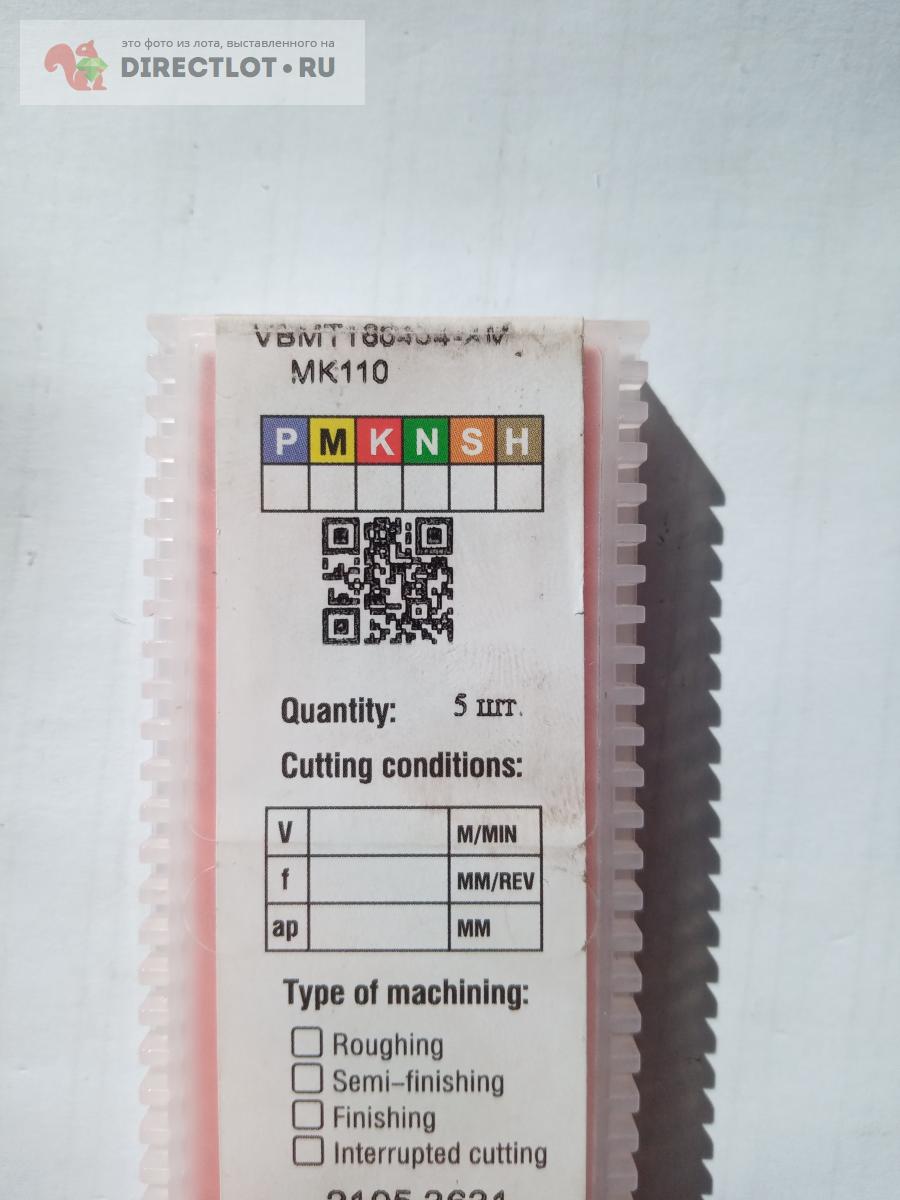 это фото из лота, выставленного на
DIRECTLOT • RU
MK110
P M K N S H
Quantity: 5 шт.
Cutting conditions:
V M/MIN
f MM/REV
ap MM
Type of machining:
Roughing
Semi-finishing
Finishing
Interrupted cutting